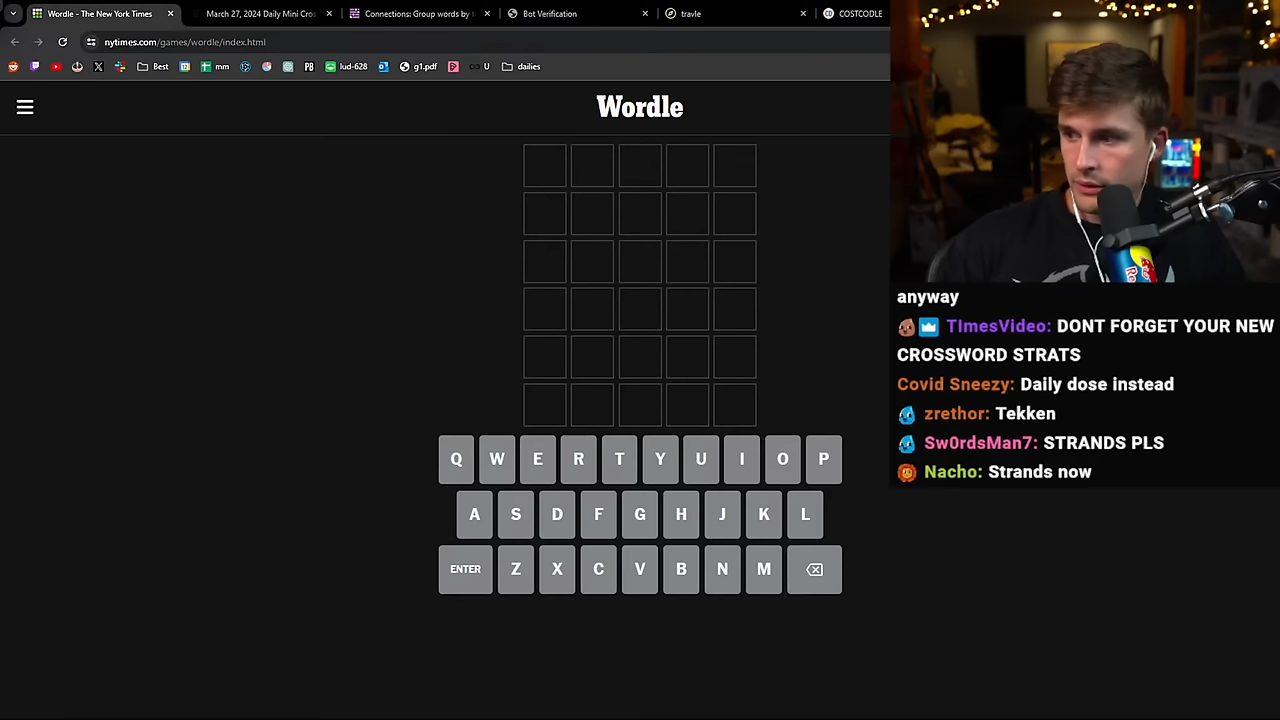 Wordle - The New York Times
March 27, 2024 Daily Mini Cros
Connections: Group words by
Bot Verification
travle
COSTCODLE
nytimes.com/games/wordle/index.html
Best
mm
lud-628
g1.pdf
U
dailies
Wordle
Q W E R T Y U I O P
A S D F G H J K L
ENTER Z X C V B N M
anyway
TImesVideo: DONT FORGET YOUR NEW
CROSSWORD STRATS
Covid Sneezy: Daily dose instead
zrethor: Tekken
Sw0rdsMan7: STRANDS PLS
Nacho: Strands now